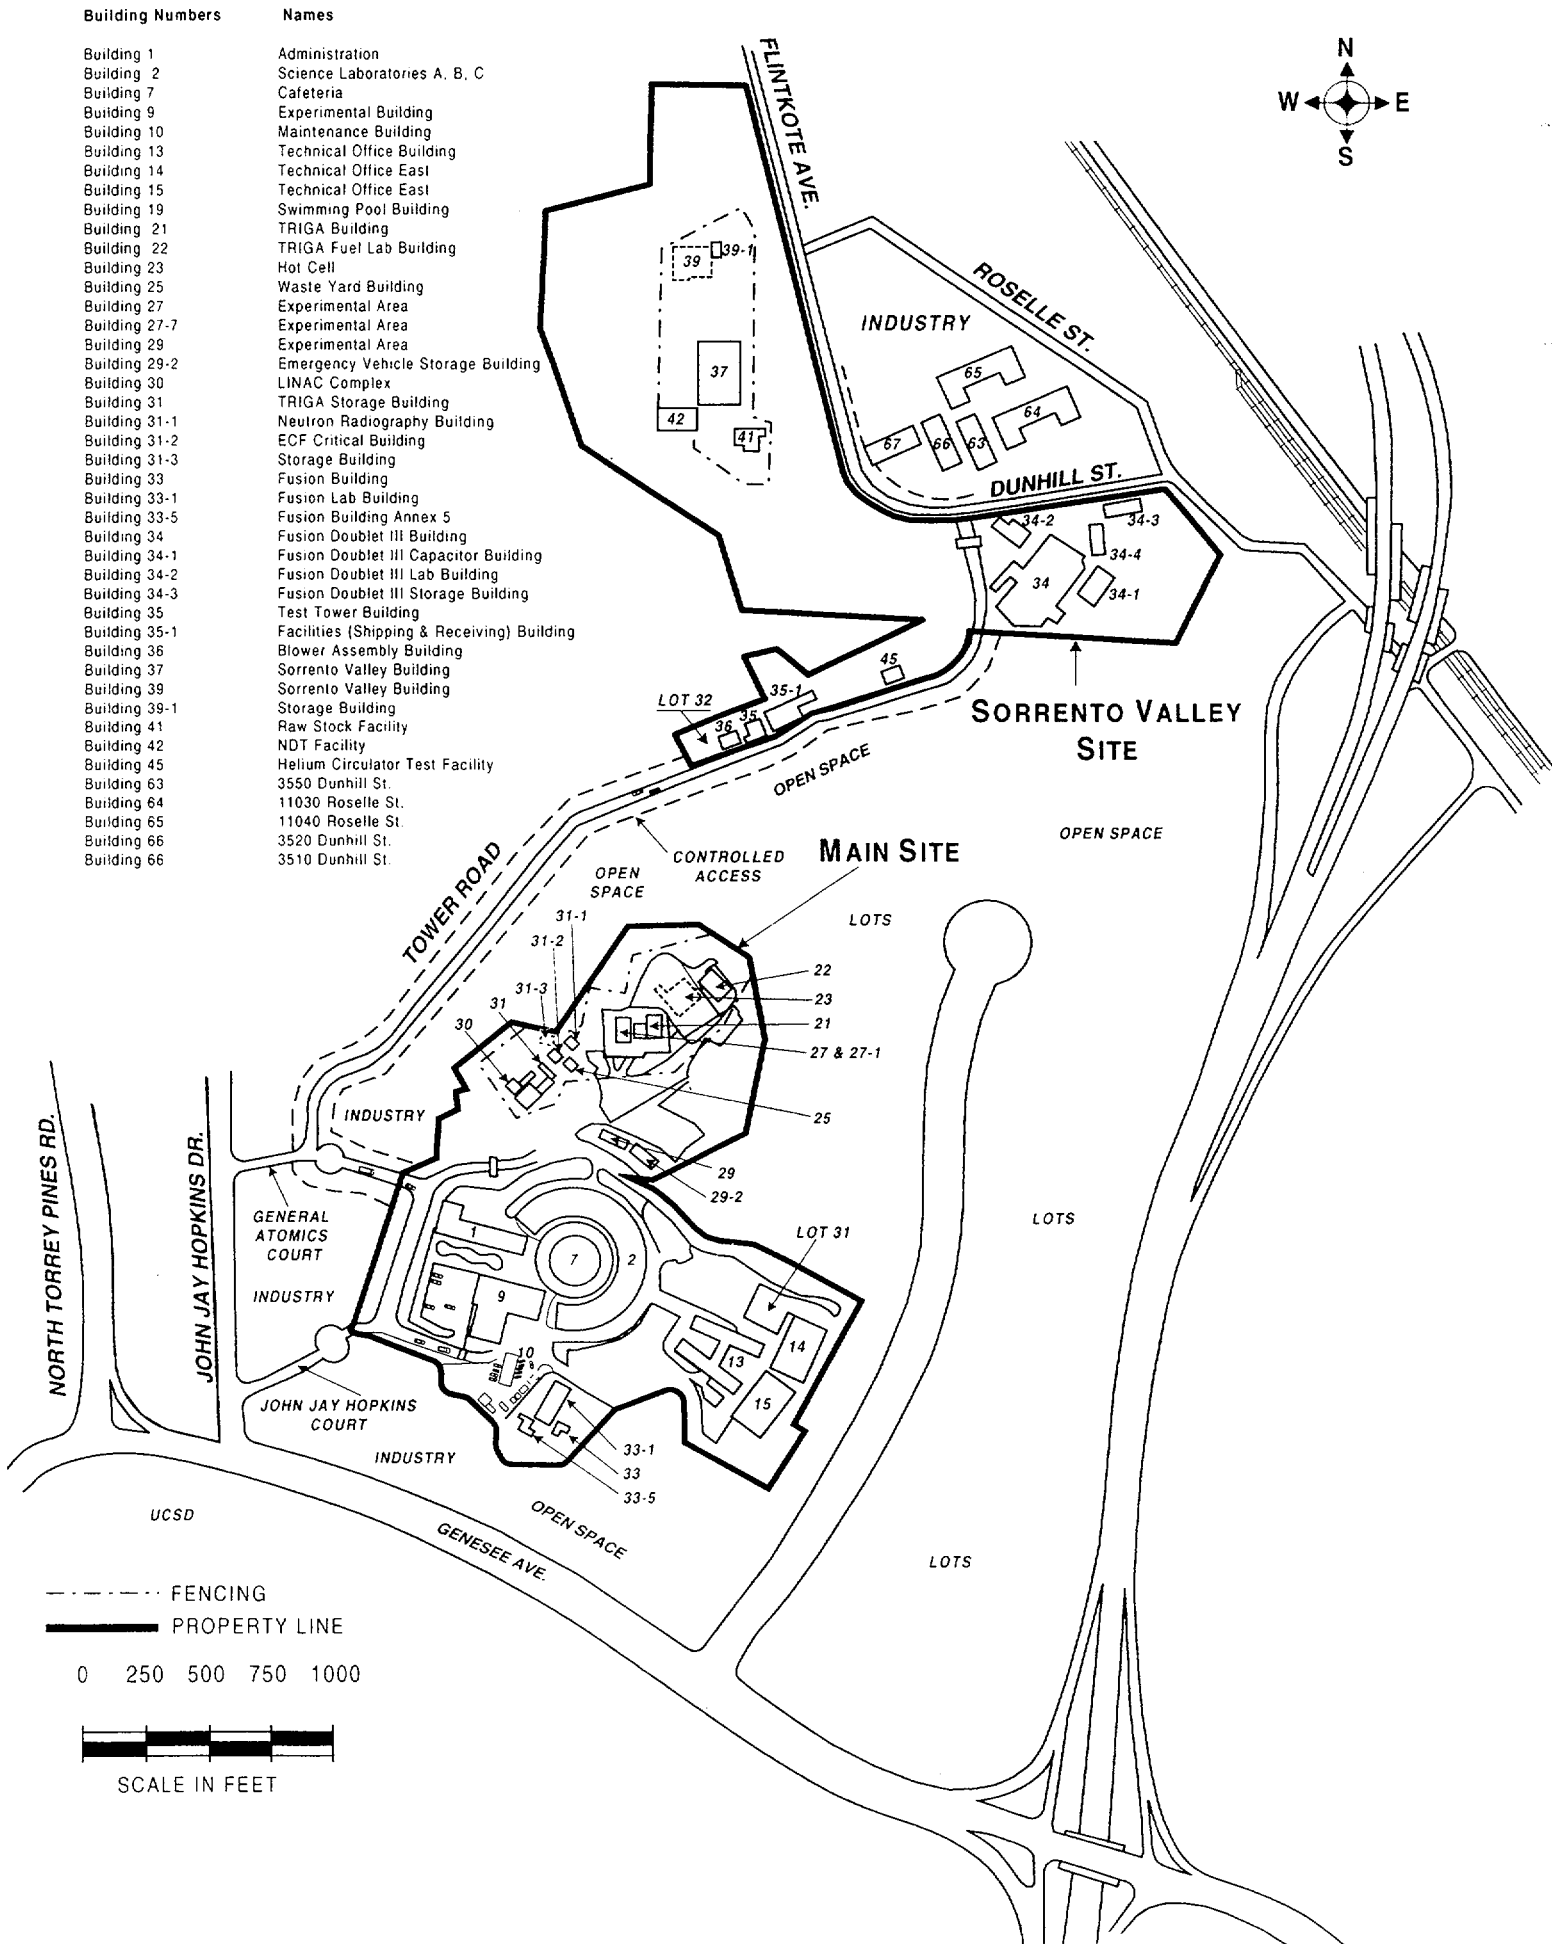 Building Numbers Names
Building 1 Administration
Building 2 Science Laboratories A, B, C
Building 7 Cafeteria
Building 9 Experimental Building
Building 10 Maintenance Building
Building 13 Technical Office Building
Building 14 Technical Office East
Building 15 Technical Office East
Building 19 Swimming Pool Building
Building 21 TRIGA Building
Building 22 TRIGA Fuel Lab Building
Building 23 Hot Cell
Building 25 Waste Yard Building
Building 27 Experimental Area
Building 27-7 Experimental Area
Building 29 Experimental Area
Building 29-2 Emergency Vehicle Storage Building
Building 30 LINAC Complex
Building 31 TRIGA Storage Building
Building 31-1 Neutron Radiography Building
Building 31-2 ECF Critical Building
Building 31-3 Storage Building
Building 33 Fusion Building
Building 33-1 Fusion Lab Building
Building 33-5 Fusion Building Annex 5
Building 34 Fusion Doublet III Building
Building 34-1 Fusion Doublet III Capacitor Building
Building 34-2 Fusion Doublet III Lab Building
Building 34-3 Fusion Doublet III Storage Building
Building 35 Test Tower Building
Building 35-1 Facilities (Shipping & Receiving) Building
Building 36 Blower Assembly Building
Building 37 Sorrento Valley Building
Building 39 Sorrento Valley Building
Building 39-1 Storage Building
Building 41 Raw Stock Facility
Building 42 NDT Facility
Building 45 Helium Circulator Test Facility
Building 63 3550 Dunhill St.
Building 64 11030 Roselle St.
Building 65 11040 Roselle St.
Building 66 3520 Dunhill St.
Building 66 3510 Dunhill St.
N
W E
S
FLINTKOTE AVE.
39
39-1
ROSELLE ST.
INDUSTRY
37
65
42
41
64
67
66
63
DUNHILL ST.
34-2
34-3
34-4
34
34-1
45
LOT 32
35-1
35
36
SORRENTO VALLEY
SITE
OPEN SPACE
OPEN SPACE
MAIN SITE
CONTROLLED
ACCESS
OPEN
SPACE
TOWER ROAD
LOTS
31-1
31-2
31-3
31
30
22
23
21
27 & 27-1
25
INDUSTRY
29
29-2
NORTH TORREY PINES RD.
JOHN JAY HOPKINS DR.
GENERAL
ATOMICS
COURT
INDUSTRY
1
7
2
9
10
LOTS
LOT 31
14
13
15
JOHN JAY HOPKINS
COURT
INDUSTRY
33-1
33
33-5
UCSD
OPEN SPACE
GENESEE AVE.
LOTS
FENCING
PROPERTY LINE
0 250 500 750 1000
SCALE IN FEET